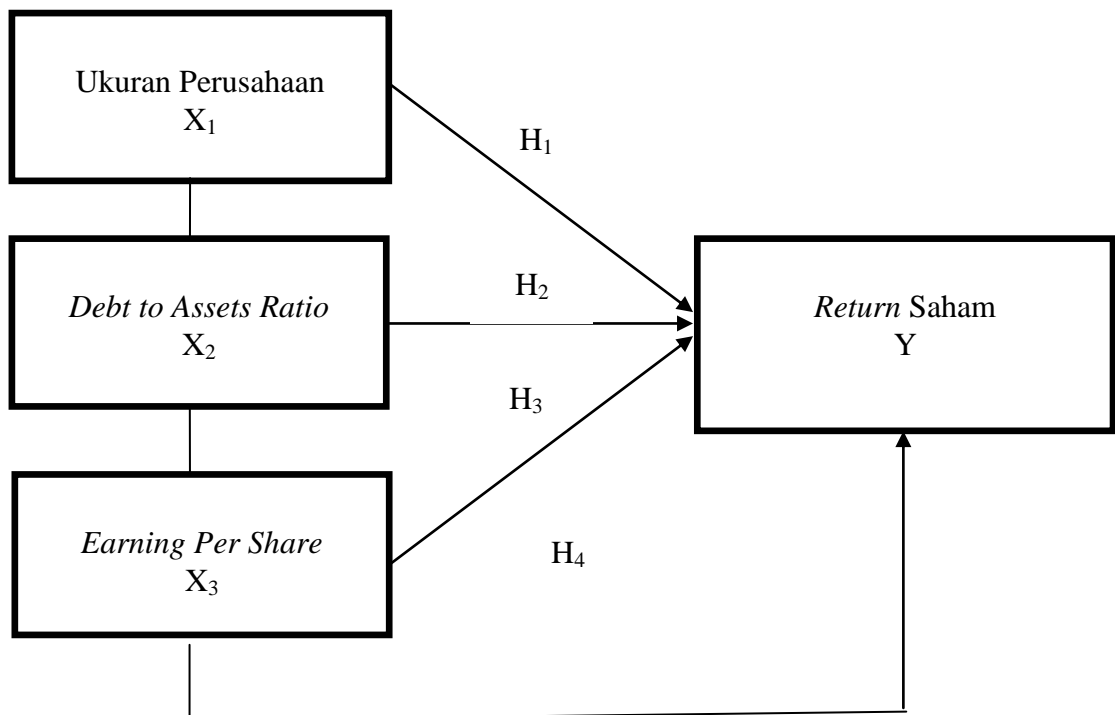 Ukuran Perusahaan
X₁
H₁
Debt to Assets Ratio
X₂
H₂
Return Saham
Y
H₃
Earning Per Share
X₃
H₄